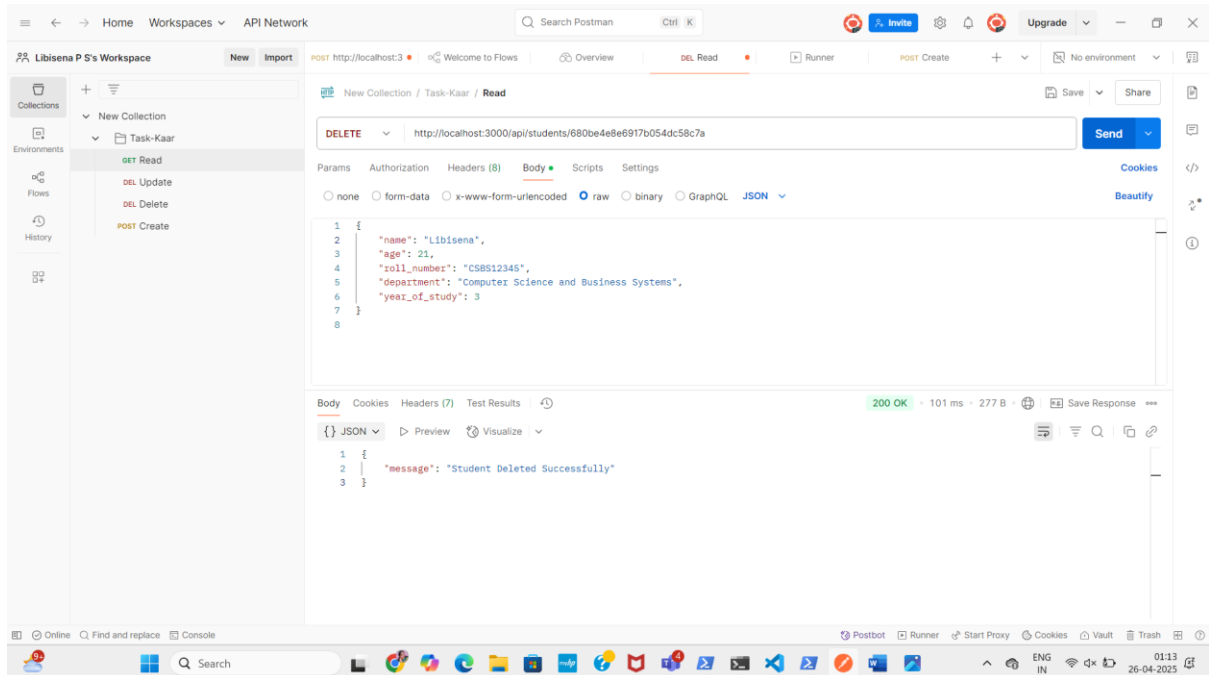 Home Workspaces API Network Search Postman Ctrl K Invite Upgrade
Libisena P S's Workspace New Import POST http://localhost:3 Welcome to Flows Overview DEL Read Runner POST Create No environment
Collections
Environments
Flows
History
New Collection
Task-Kaar
GET Read
DEL Update
DEL Delete
POST Create
HTTP New Collection / Task-Kaar / Read Save Share
DELETE http://localhost:3000/api/students/680be4e8e6917b054dc58c7a Send
Params Authorization Headers (8) Body Scripts Settings Cookies
none form-data x-www-form-urlencoded raw binary GraphQL JSON Beautify
1 {
2 "name": "Libisena",
3 "age": 21,
4 "roll_number": "CSBS12345",
5 "department": "Computer Science and Business Systems",
6 "year_of_study": 3
7 }
8
Body Cookies Headers (7) Test Results 200 OK 101 ms 277 B Save Response
{} JSON Preview Visualize
1 {
2 "message": "Student Deleted Successfully"
3 }
Online Find and replace Console Postbot Runner Start Proxy Cookies Vault Trash
9+ Search 4 ENG 01:13
IN 26-04-2025